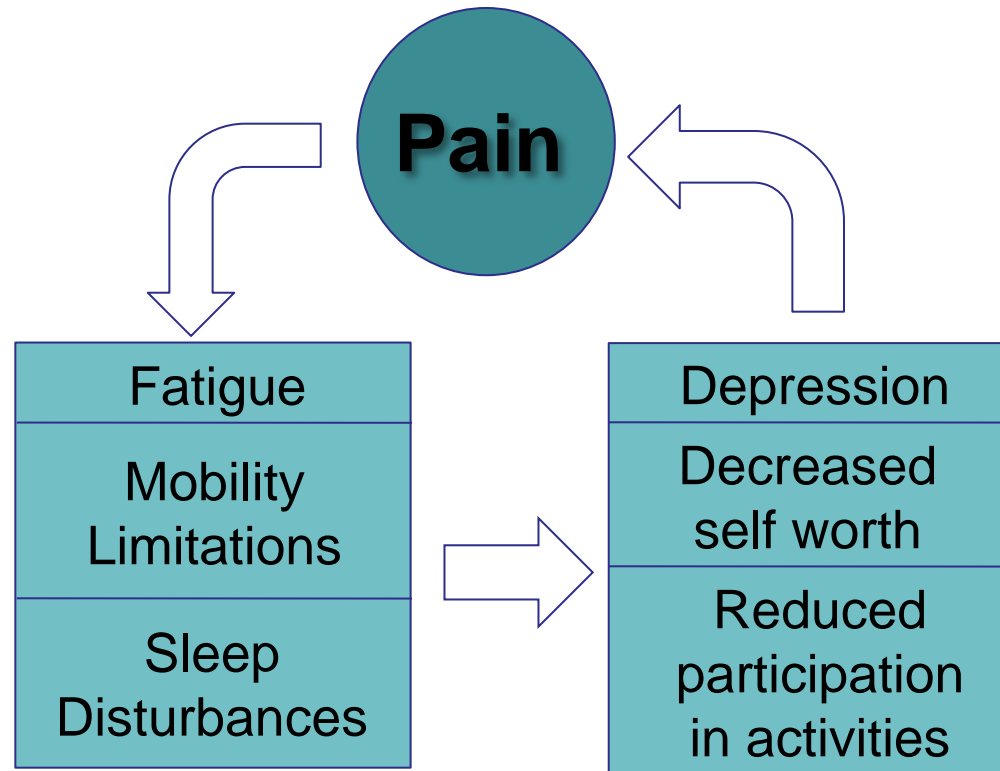 Pain
Fatigue
Mobility
Limitations
Sleep
Disturbances
Depression
Decreased
self worth
Reduced
participation
in activities